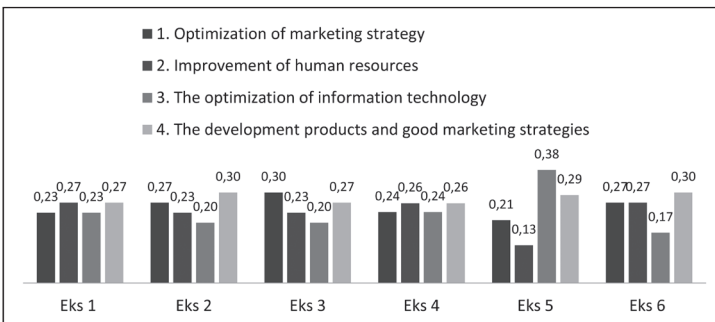 1. Optimization of marketing strategy
2. Improvement of human resources
3. The optimization of information technology
4. The development products and good marketing strategies
0,23 0,27 0,23 0,27 0,27 0,23 0,20 0,30 0,30 0,23 0,20 0,27 0,24 0,26 0,24 0,26 0,21 0,13 0,38 0,29 0,27 0,27 0,17 0,30
Eks 1 Eks 2 Eks 3 Eks 4 Eks 5 Eks 6